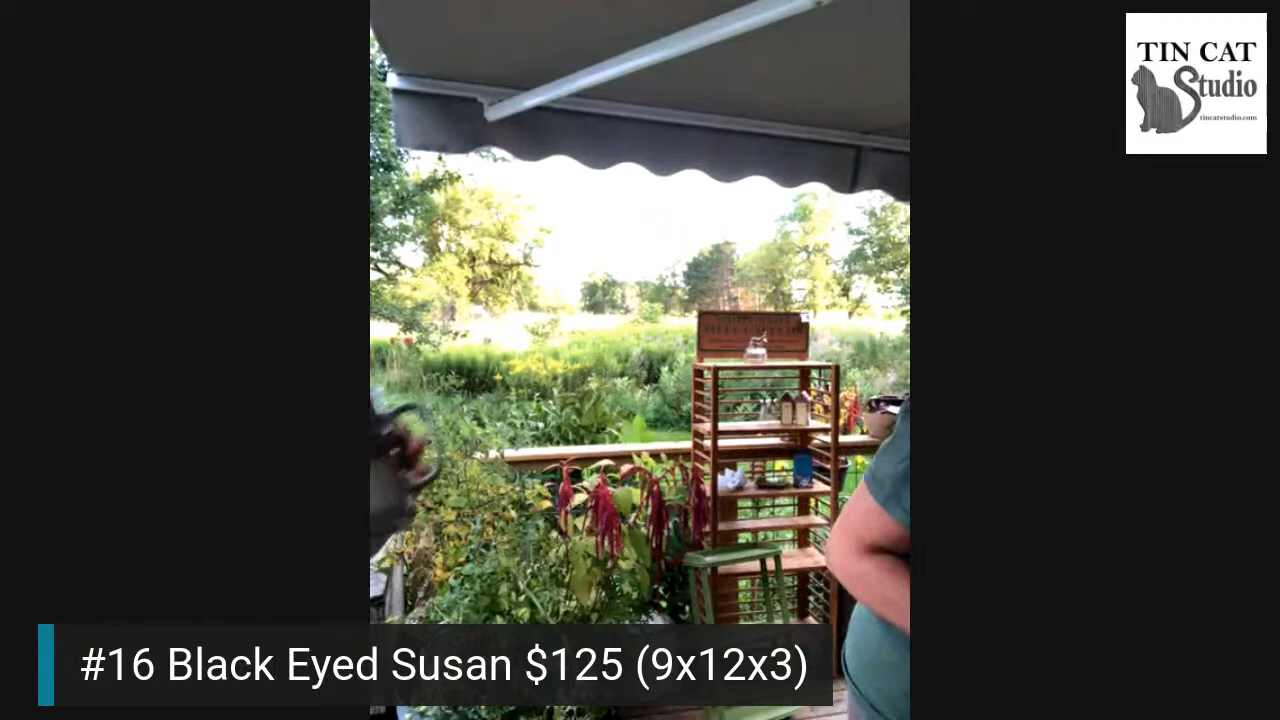 TIN CAT
Studio
tincatstudio.com
#16 Black Eyed Susan $125 (9x12x3)